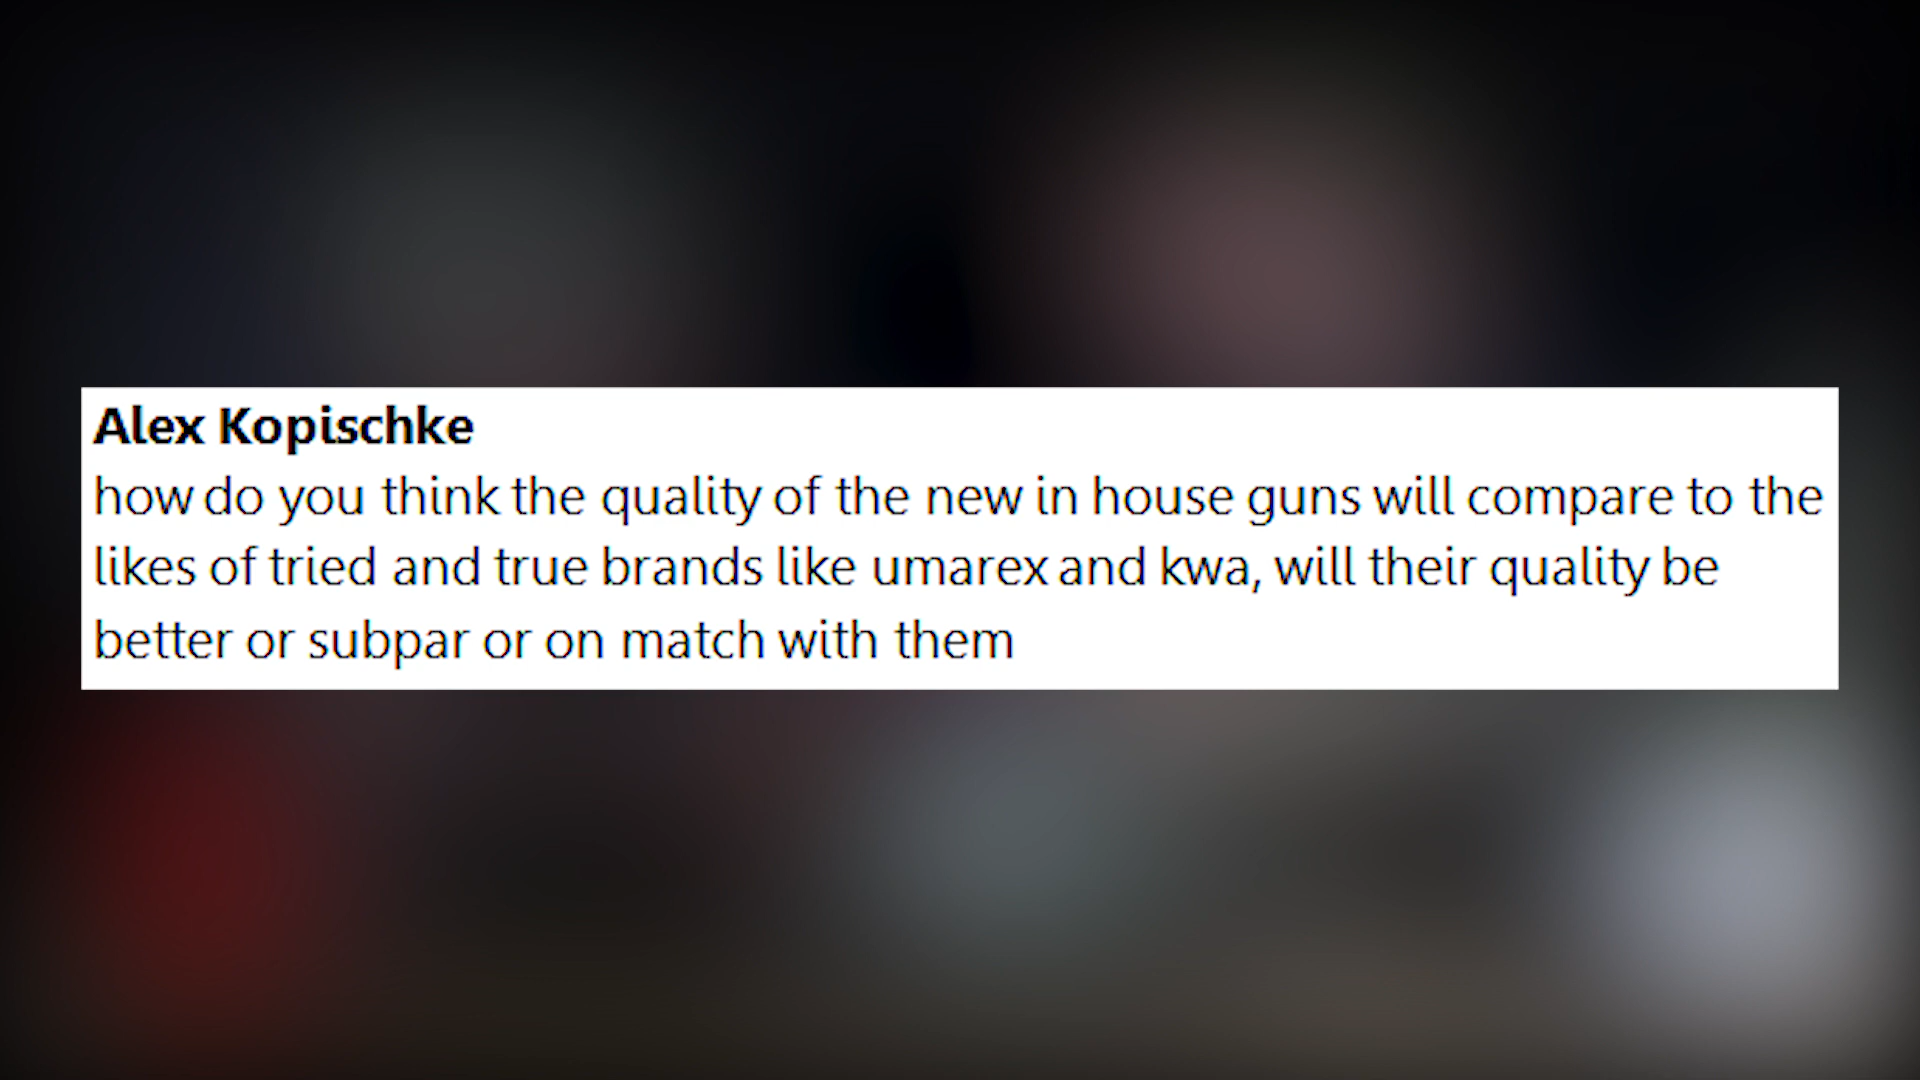 Alex Kopischke
how do you think the quality of the new in house guns will compare to the
likes of tried and true brands like umarex and kwa, will their quality be
better or subpar or on match with them